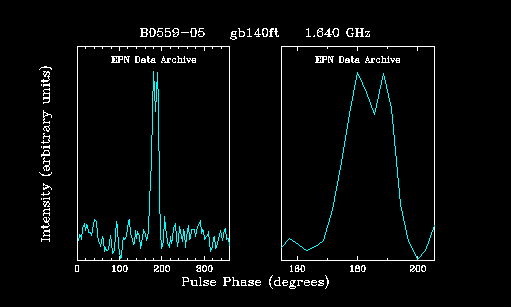 B0559-05 gb140ft 1.640 GHz
EPN Data Archive EPN Data Archive
Intensity (arbitrary units)
0 100 200 300 160 180 200
Pulse Phase (degrees)